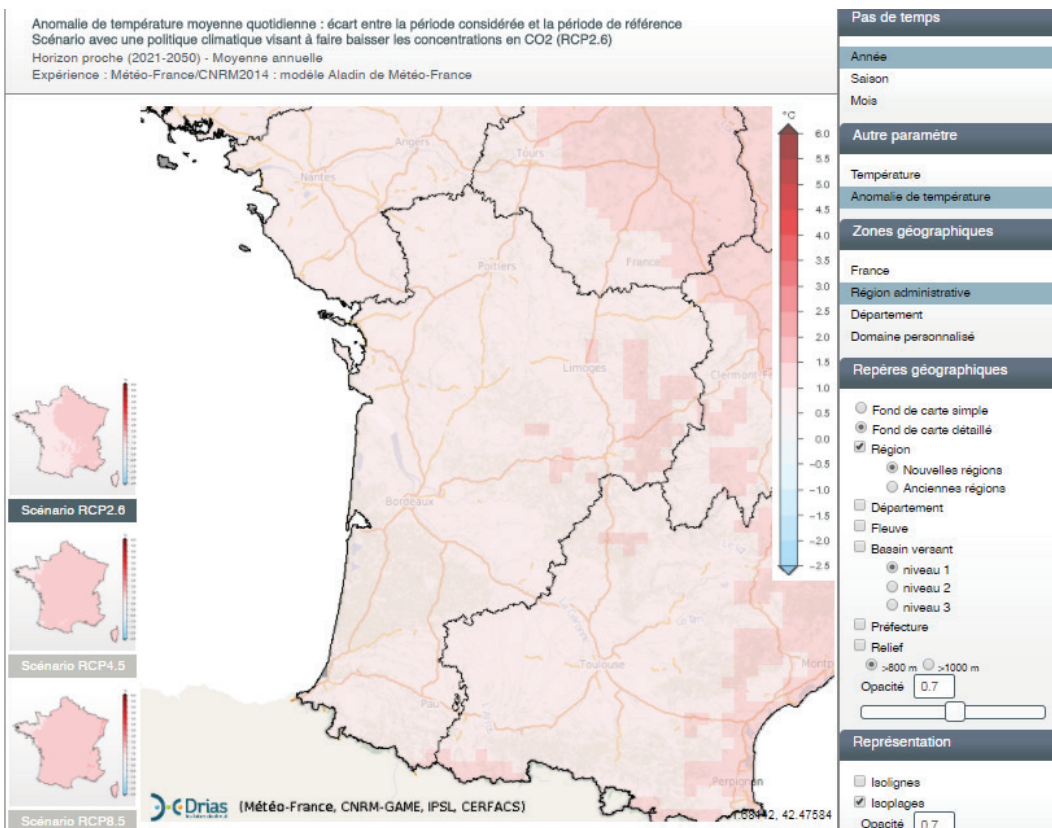 Anomalie de température moyenne quotidienne : écart entre la période considérée et la période de référence
Scénario avec une politique climatique visant à faire baisser les concentrations en CO2 (RCP2.6)
Horizon proche (2021-2050) - Moyenne annuelle
Expérience : Météo-France/CNRM2014 : modèle Aladin de Météo-France
Angers
Tours
Nantes
Poitiers
France
Limoges
Clermont-Fe
Bordeaux
Toulouse
Montp
Pau
Perpignan
°C
6.0
5.5
5.0
4.5
4.0
3.5
3.0
2.5
2.0
1.5
1.0
0.5
0.0
−0.5
−1.0
−1.5
−2.0
−2.5
Scénario RCP2.6
Scénario RCP4.5
Scénario RCP8.5
Drias
(Météo-France, CNRM-GAME, IPSL, CERFACS)
42.47584
Pas de temps
Année
Saison
Mois
Autre paramètre
Température
Anomalie de température
Zones géographiques
France
Région administrative
Département
Domaine personnalisé
Repères géographiques
Fond de carte simple
Fond de carte détaillé
Région
Nouvelles régions
Anciennes régions
Département
Fleuve
Bassin versant
niveau 1
niveau 2
niveau 3
Préfecture
Relief
>800 m >1000 m
Opacité 0.7
Représentation
Isolignes
Isoplages
Opacité 0.7